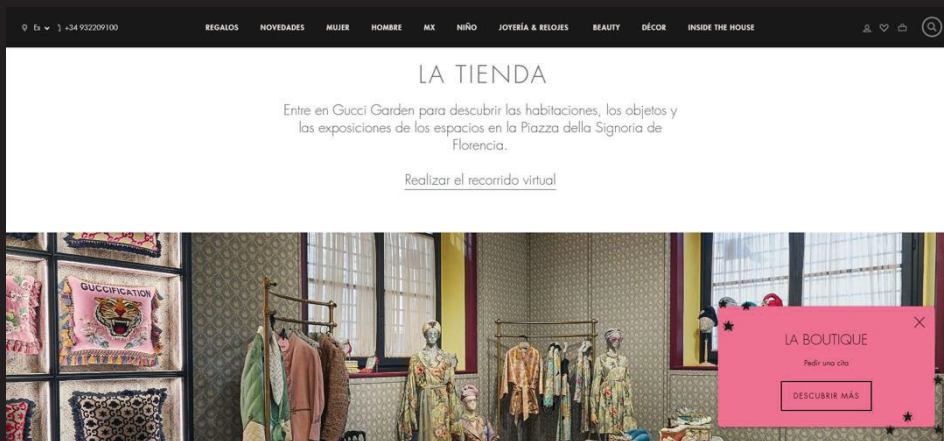 Es
+34 932209100
REGALOS NOVEDADES MUJER HOMBRE MX NIÑO JOYERÍA & RELOJES BEAUTY DÉCOR INSIDE THE HOUSE
LA TIENDA
Entre en Gucci Garden para descubrir las habitaciones, los objetos y
las exposiciones de los espacios en la Piazza della Signoria de
Florencia.
Realizar el recorrido virtual
GUCCIFICATION
LA BOUTIQUE
Pedir una cita
DESCUBRIR MÁS